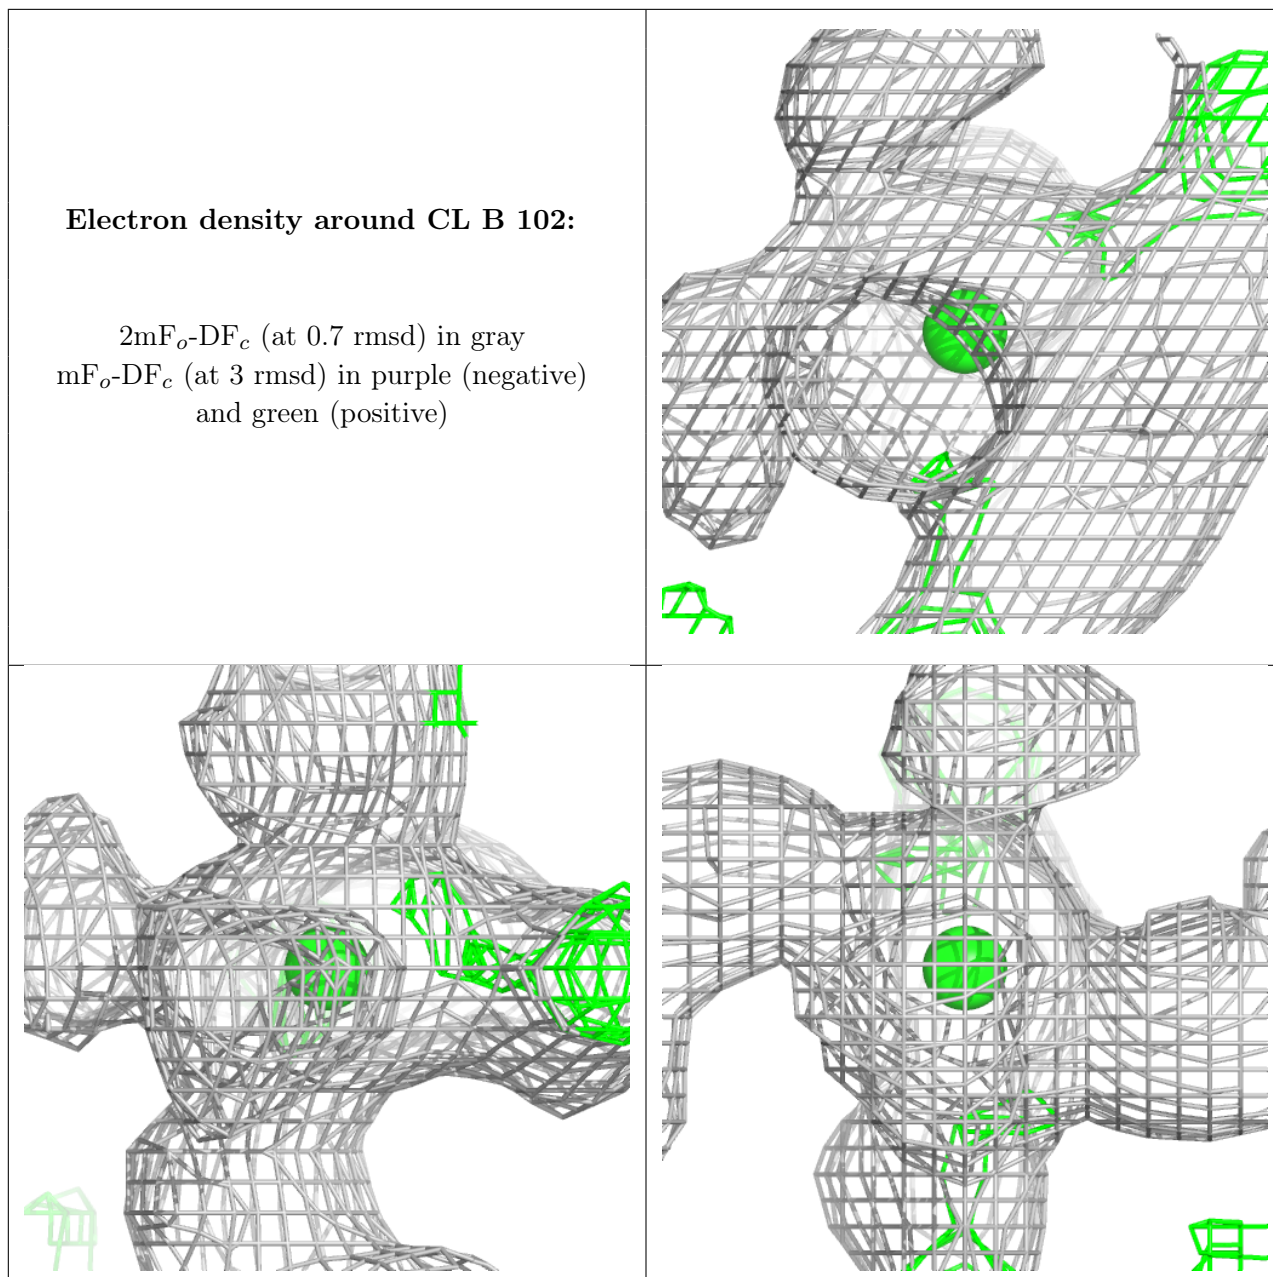 Electron density around CL B 102:
2mFo-DFc (at 0.7 rmsd) in gray
mFo-DFc (at 3 rmsd) in purple (negative)
and green (positive)